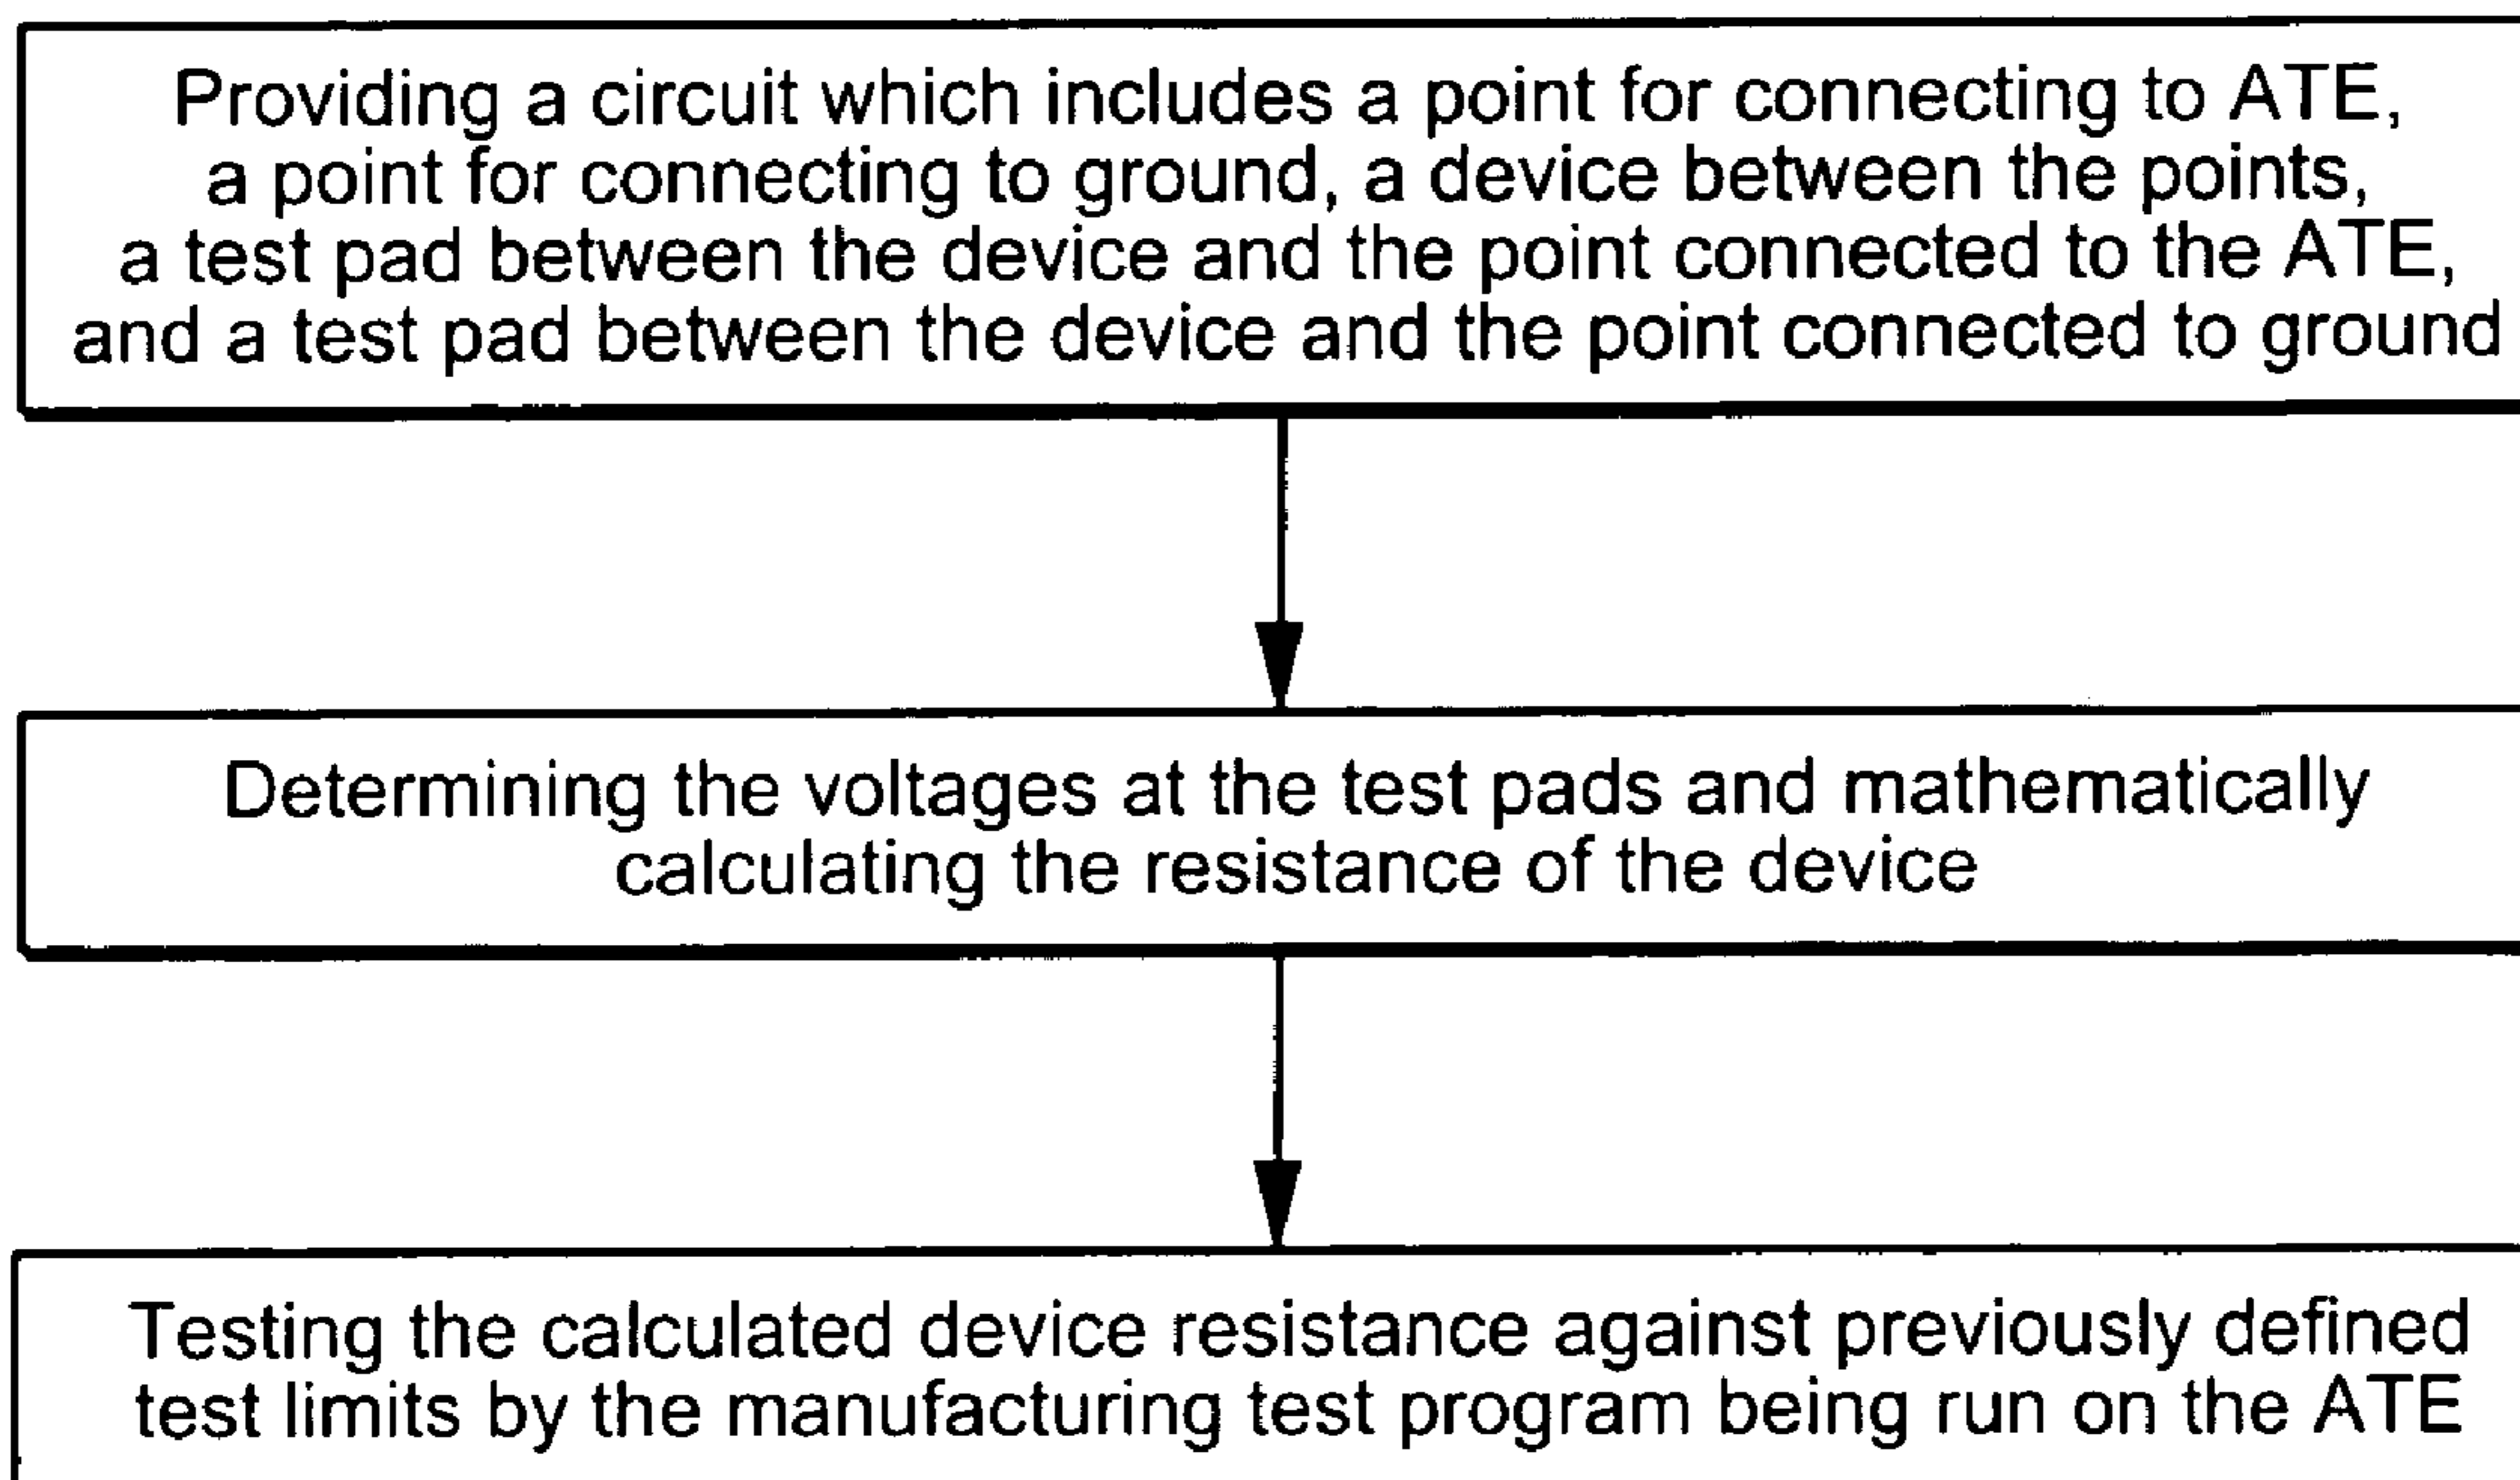 Providing a circuit which includes a point for connecting to ATE,
a point for connecting to ground, a device between the points,
a test pad between the device and the point connected to the ATE,
and a test pad between the device and the point connected to ground
Determining the voltages at the test pads and mathematically
calculating the resistance of the device
Testing the calculated device resistance against previously defined
test limits by the manufacturing test program being run on the ATE